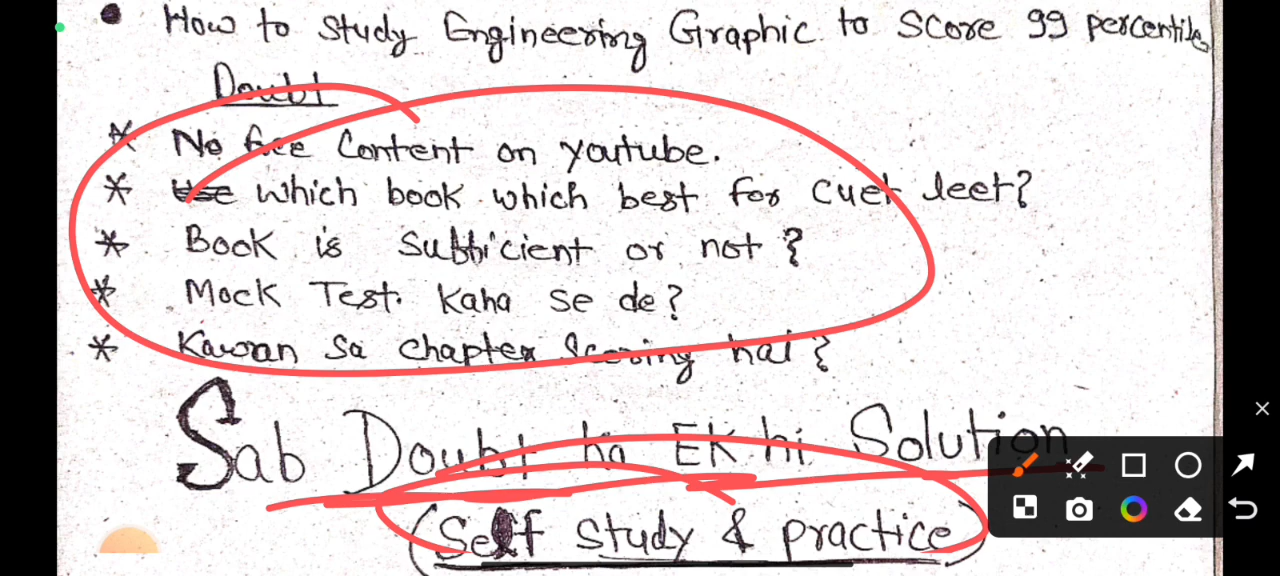 How to Study Engineering Graphic to Score 99 percentile
Doubt
* No free Content on youtube.
* Use which book which best for cuet leet?
* Book is Sufficient or not ?
* Mock Test. Kaha se de?
* Kawan sa chapter Scoring hai ?
Sab Doubt ka Ek hi Solution
(Self study & practice)